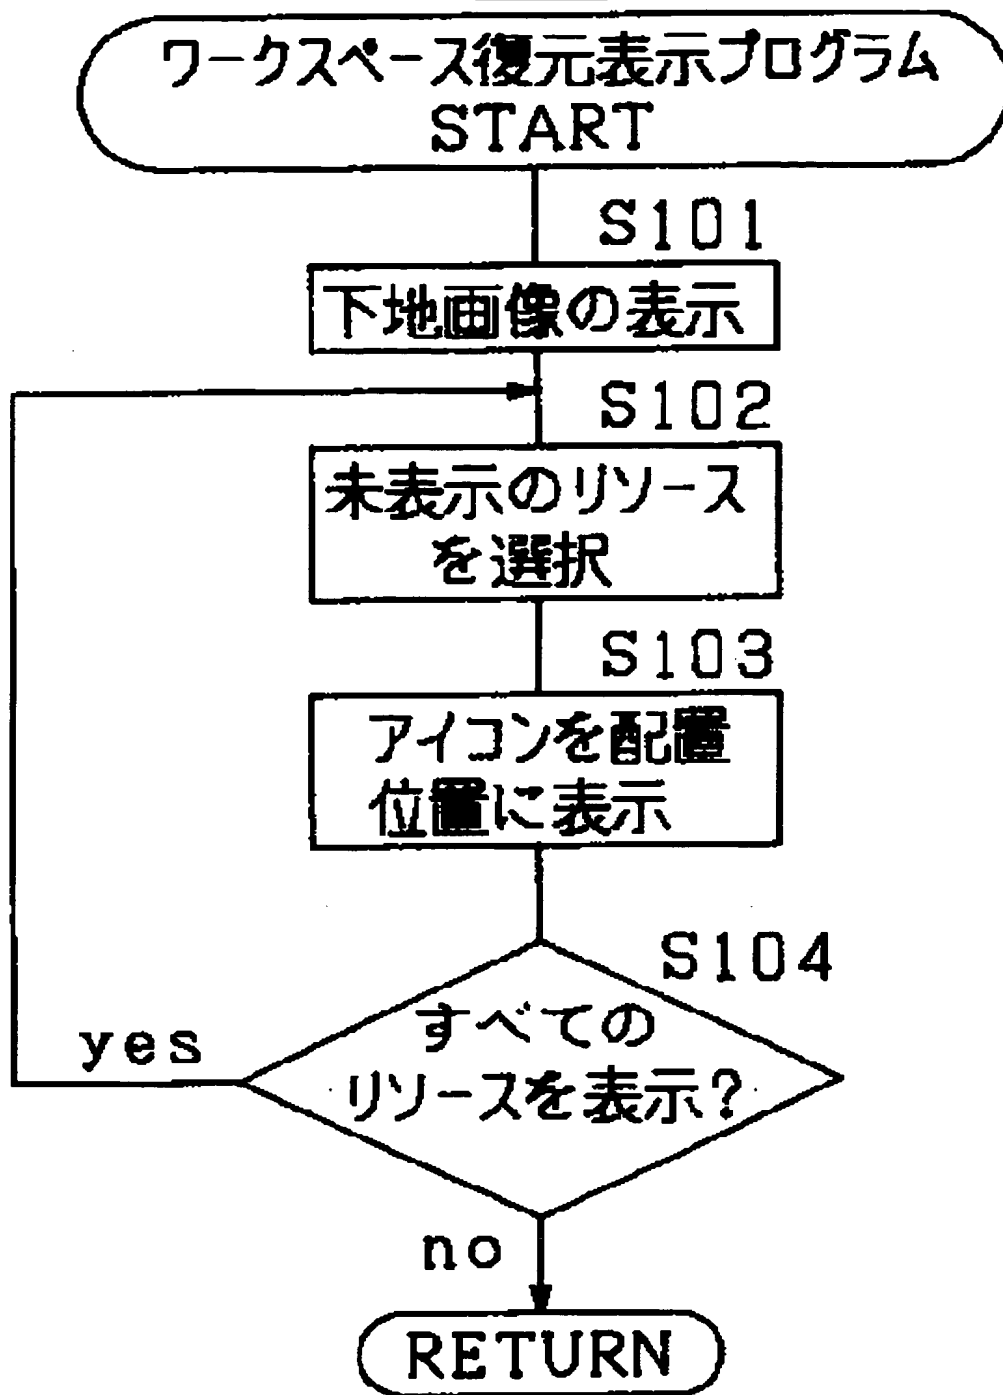 ワークスペース復元表示プログラム
START
S101
下地画像の表示
S102
未表示のリソース
を選択
S103
アイコンを配置
位置に表示
S104
すべての
リソースを表示?
yes
no
RETURN